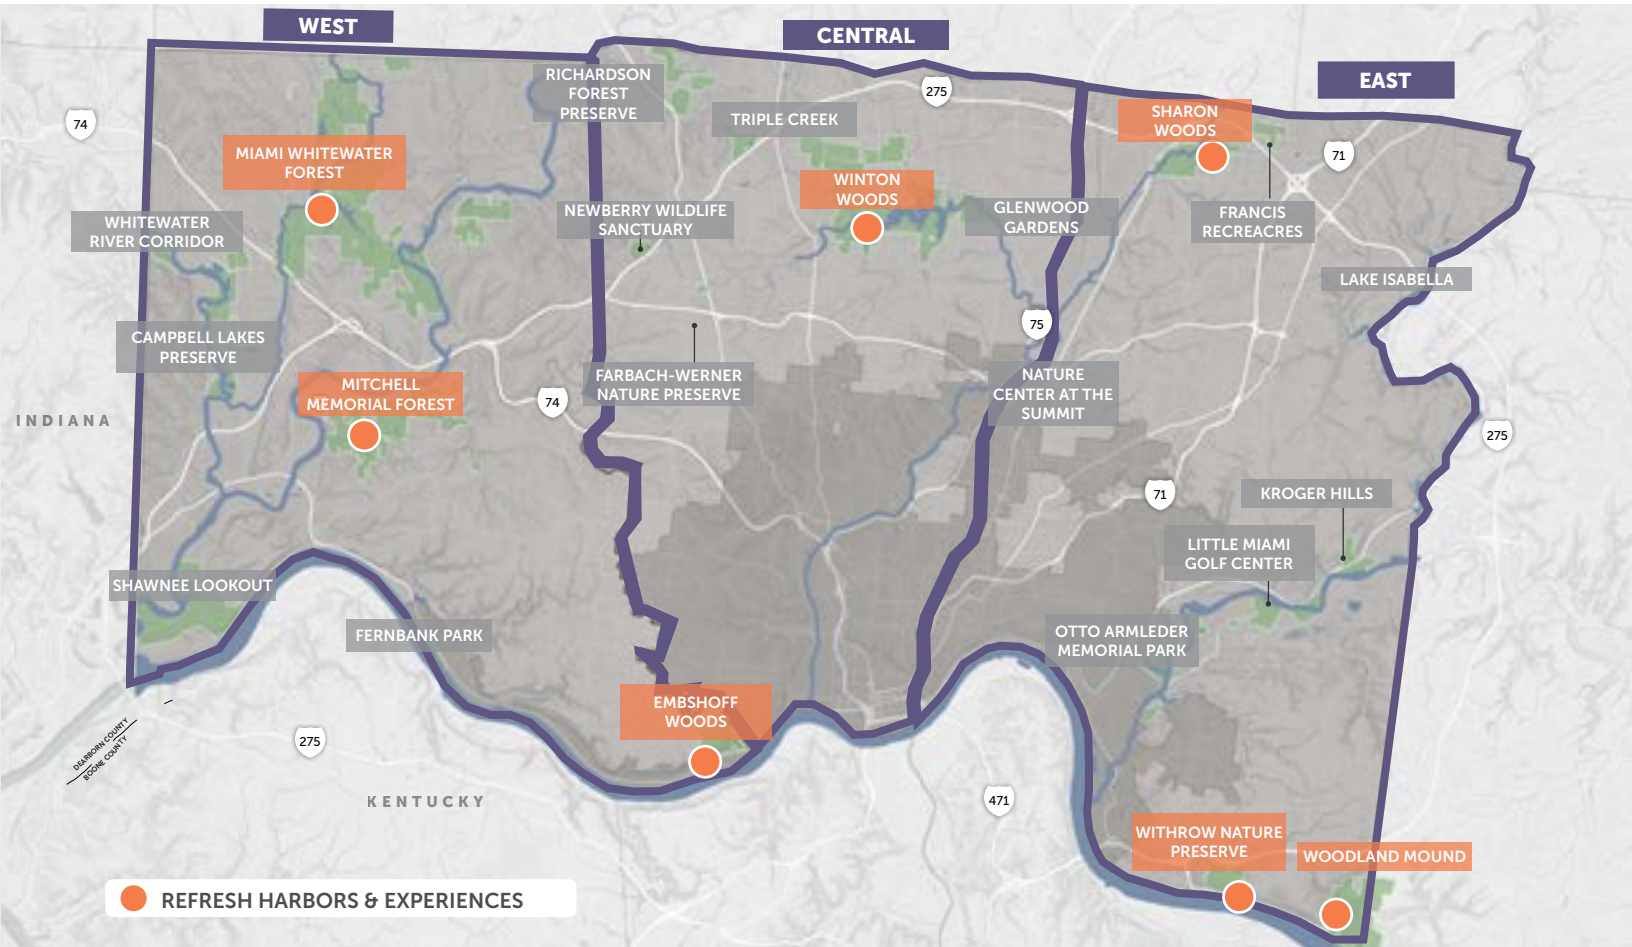 WEST
CENTRAL
EAST
RICHARDSON
FOREST
PRESERVE
275
TRIPLE CREEK
SHARON
WOODS
74
71
MIAMI WHITEWATER
FOREST
WINTON
WOODS
WHITEWATER
RIVER CORRIDOR
NEWBERRY WILDLIFE
SANCTUARY
GLENWOOD
GARDENS
FRANCIS
RECREACRES
LAKE ISABELLA
CAMPBELL LAKES
PRESERVE
75
MITCHELL
MEMORIAL FOREST
FARBACH-WERNER
NATURE PRESERVE
NATURE
CENTER AT THE
SUMMIT
74
INDIANA
275
71
KROGER HILLS
LITTLE MIAMI
GOLF CENTER
SHAWNEE LOOKOUT
FERNBANK PARK
OTTO ARMLEDER
MEMORIAL PARK
EMBSHOFF
WOODS
DEARBORN COUNTY
BOONE COUNTY
275
KENTUCKY
471
WITHROW NATURE
PRESERVE
WOODLAND MOUND
REFRESH HARBORS & EXPERIENCES